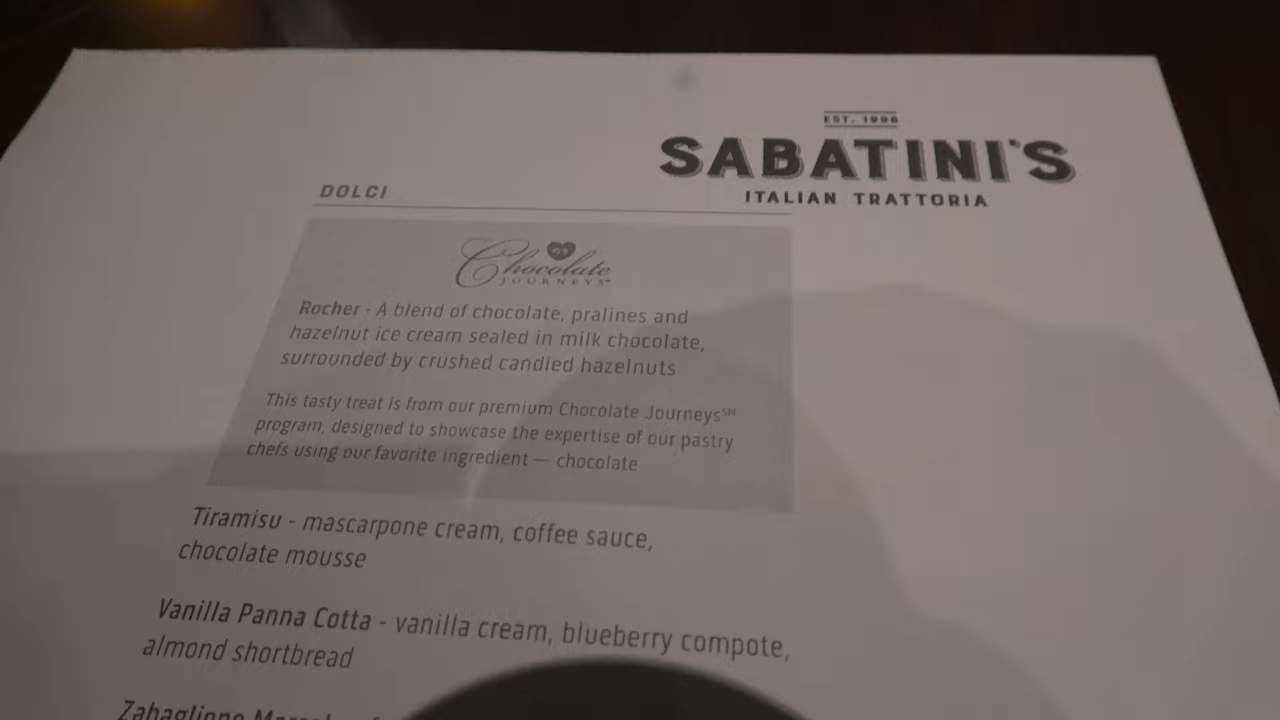 EST. 1996
SABATINI'S
ITALIAN TRATTORIA
DOLCI
Chocolate
JOURNEYS
Rocher - A blend of chocolate, pralines and
hazelnut ice cream sealed in milk chocolate,
surrounded by crushed candied hazelnuts
This tasty treat is from our premium Chocolate Journeys℠
program, designed to showcase the expertise of our pastry
chefs using our favorite ingredient — chocolate
Tiramisu - mascarpone cream, coffee sauce,
chocolate mousse
Vanilla Panna Cotta - vanilla cream, blueberry compote,
almond shortbread
Zabaglione